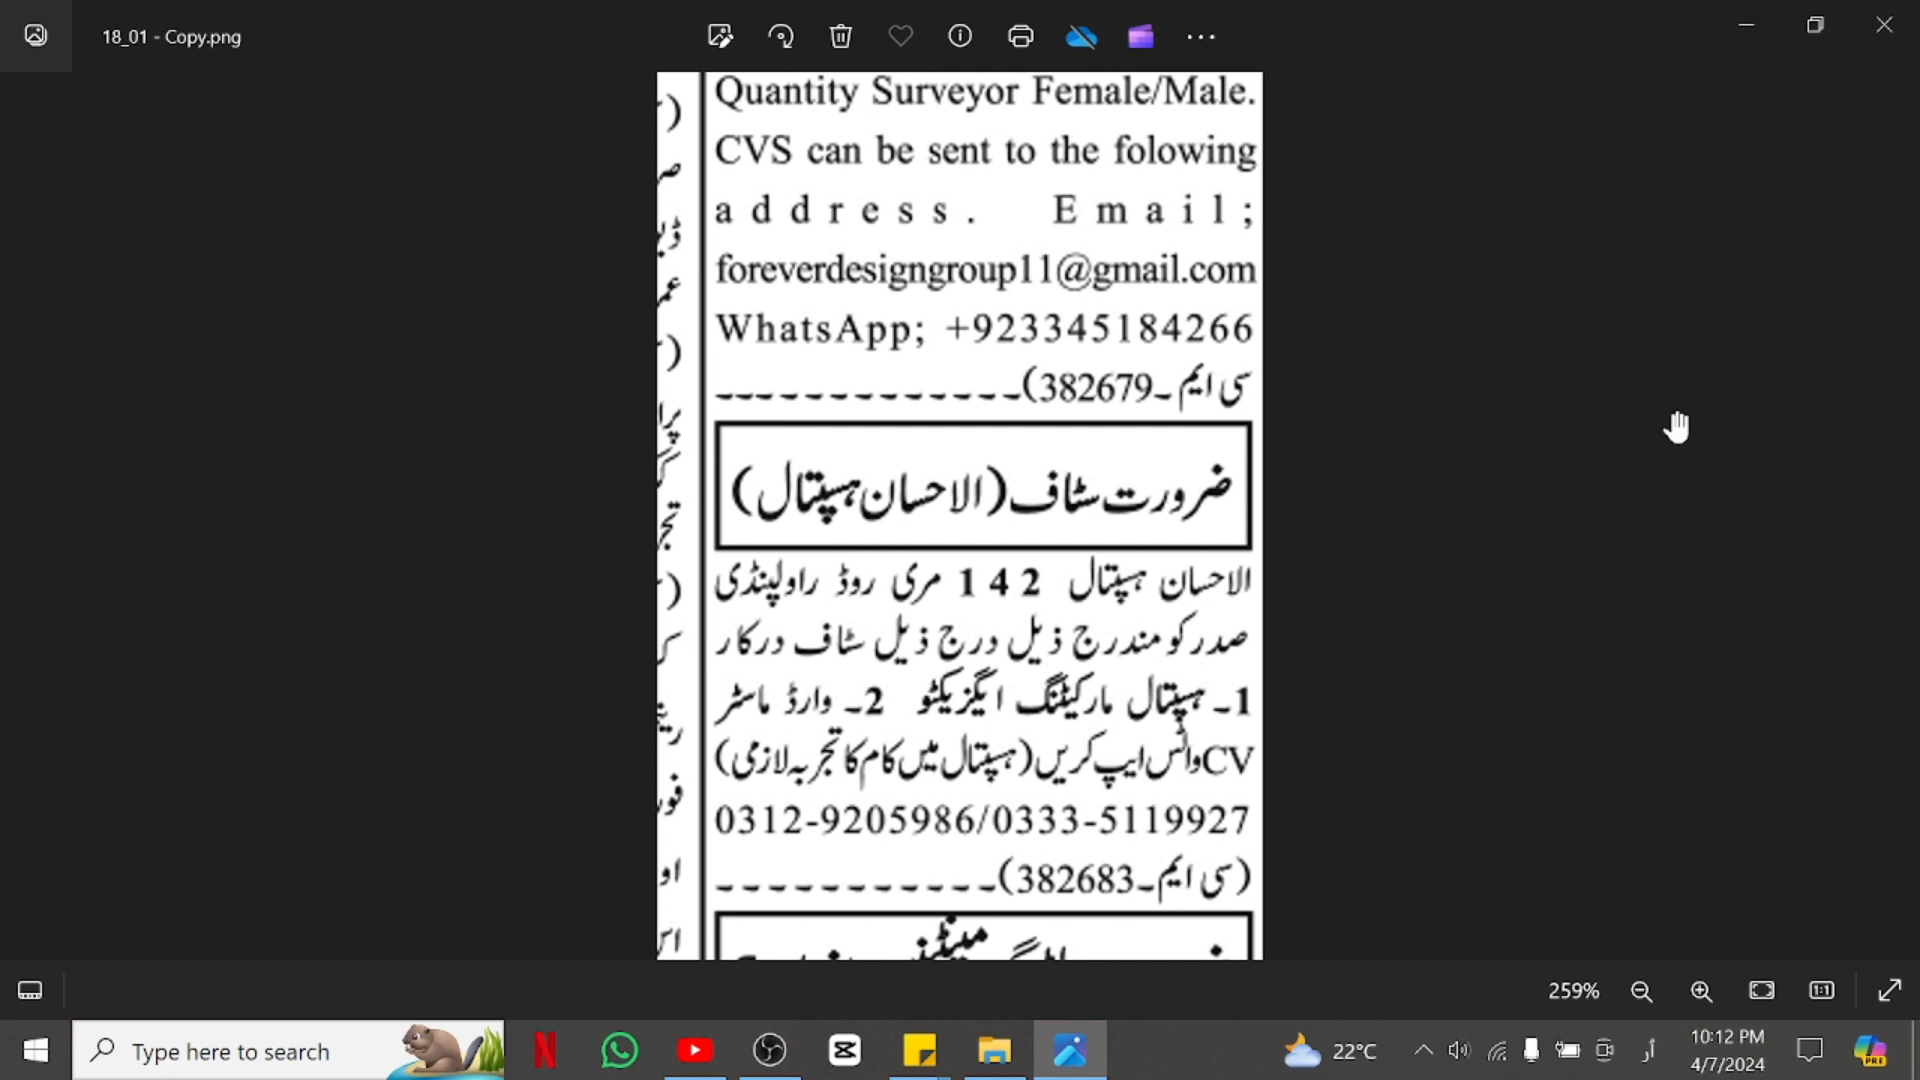 18_01 - Copy.png
Quantity Surveyor Female/Male.
CVS can be sent to the folowing
address. Email;
foreverdesigngroup11@gmail.com
WhatsApp; +923345184266
سی ایم۔382679)۔۔۔۔۔۔۔۔۔۔۔۔۔
ضرورت سٹاف (الاحسان ہسپتال)
الاحسان ہسپتال 142 مری روڈ راولپنڈی
صدر کو مندرج ذیل درج ذیل سٹاف درکار
1۔ ہسپتال مارکیٹنگ ایگزیکٹو 2۔ وارڈ ماسٹر
CV واٹس ایپ کریں (ہسپتال میں کام کا تجربہ لازمی)
0312-9205986/0333-5119927
(سی ایم۔382683)۔۔۔۔۔۔۔۔۔۔۔
259%
Type here to search
22°C
10:12 PM
4/7/2024